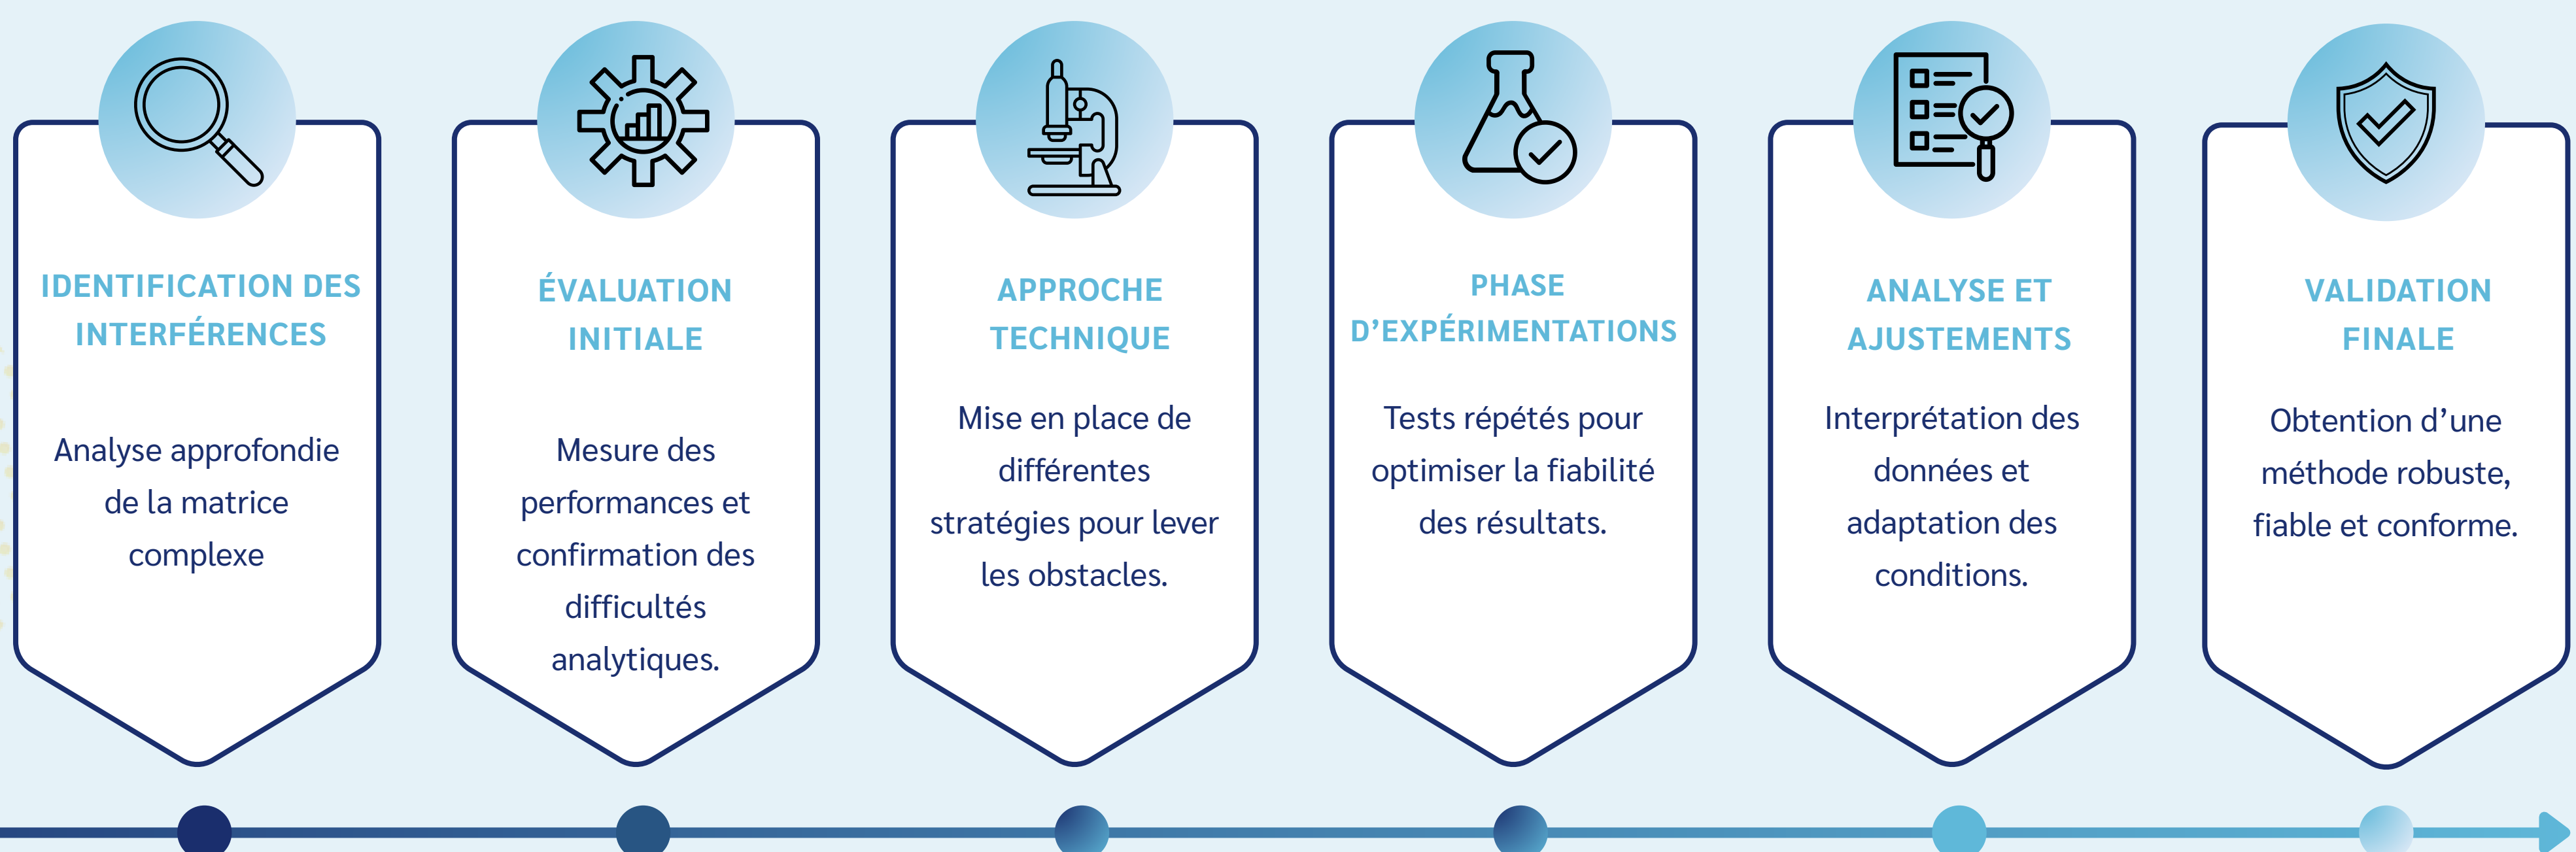 IDENTIFICATION DES
INTERFÉRENCES
Analyse approfondie
de la matrice
complexe
ÉVALUATION
INITIALE
Mesure des
performances et
confirmation des
difficultés
analytiques.
APPROCHE
TECHNIQUE
Mise en place de
différentes
stratégies pour lever
les obstacles.
PHASE
D’EXPÉRIMENTATIONS
Tests répétés pour
optimiser la fiabilité
des résultats.
ANALYSE ET
AJUSTEMENTS
Interprétation des
données et
adaptation des
conditions.
VALIDATION
FINALE
Obtention d’une
méthode robuste,
fiable et conforme.